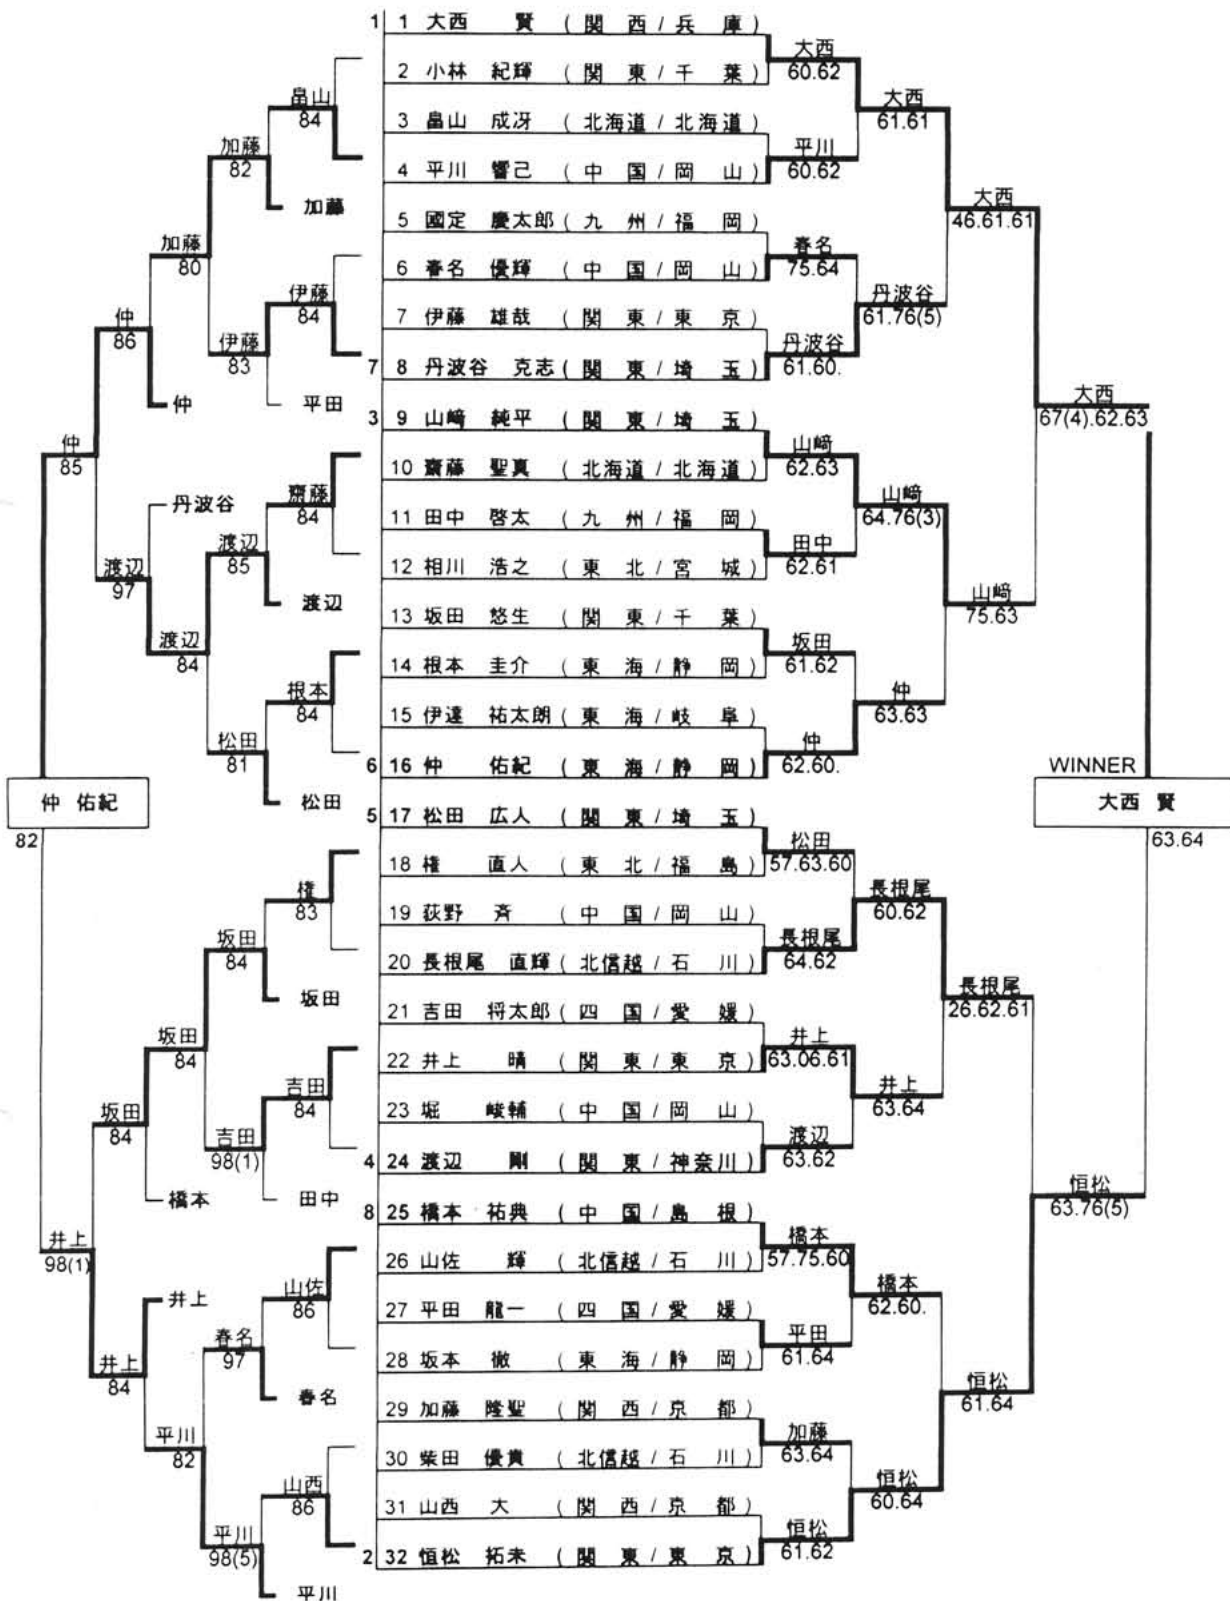 1 1 大西 賢 ( 関 西 / 兵 庫 )
大西
60.62
2 小林 紀輝 ( 関 東 / 千 葉 )
畠山
84
大西
61.61
3 畠山 成冴 ( 北海道 / 北海道 )
加藤
82
平川
60.62
4 平川 響己 ( 中 国 / 岡 山 )
加藤
大西
46.61.61
5 國定 慶太郎 ( 九 州 / 福 岡 )
加藤
80
春名
75.64
6 春名 優輝 ( 中 国 / 岡 山 )
伊藤
84
丹波谷
61.76(5)
7 伊藤 雄哉 ( 関 東 / 東 京 )
仲
86
伊藤
83
丹波谷
61.60.
7 8 丹波谷 克志 ( 関 東 / 埼 玉 )
仲
平田
大西
67(4).62.63
3 9 山﨑 純平 ( 関 東 / 埼 玉 )
仲
85
山﨑
62.63
10 齋藤 聖真 ( 北海道 / 北海道 )
丹波谷
齋藤
84
山﨑
64.76(3)
11 田中 啓太 ( 九 州 / 福 岡 )
渡辺
85
田中
62.61
12 相川 浩之 ( 東 北 / 宮 城 )
渡辺
97
渡辺
山﨑
75.63
13 坂田 悠生 ( 関 東 / 千 葉 )
渡辺
84
坂田
61.62
14 根本 圭介 ( 東 海 / 静 岡 )
根本
84
仲
63.63
15 伊達 祐太朗 ( 東 海 / 岐 阜 )
松田
81
仲
62.60.
6 16 仲 佑紀 ( 東 海 / 静 岡 )
WINNER
仲 佑紀
82
松田
大西 賢
63.64
5 17 松田 広人 ( 関 東 / 埼 玉 )
松田
57.63.60
18 権 直人 ( 東 北 / 福 島 )
権
83
長根尾
60.62
19 荻野 斉 ( 中 国 / 岡 山 )
坂田
84
長根尾
64.62
20 長根尾 直輝 ( 北信越 / 石 川 )
坂田
長根尾
26.62.61
21 吉田 将太郎 ( 四 国 / 愛 媛 )
坂田
84
井上
63.06.61
22 井上 晴 ( 関 東 / 東 京 )
吉田
84
井上
63.64
23 堀 峻輔 ( 中 国 / 岡 山 )
坂田
84
吉田
98(1)
渡辺
63.62
4 24 渡辺 剛 ( 関 東 / 神奈川 )
橋本
田中
恒松
63.76(5)
8 25 橋本 祐典 ( 中 国 / 島 根 )
井上
98(1)
橋本
57.75.60
26 山佐 輝 ( 北信越 / 石 川 )
井上
山佐
86
橋本
62.60.
27 平田 龍一 ( 四 国 / 愛 媛 )
春名
97
平田
61.64
28 坂本 徹 ( 東 海 / 静 岡 )
井上
84
春名
恒松
61.64
29 加藤 隆聖 ( 関 西 / 京 都 )
平川
82
加藤
63.64
30 柴田 優貴 ( 北信越 / 石 川 )
山西
86
恒松
60.64
31 山西 大 ( 関 西 / 京 都 )
平川
98(5)
恒松
61.62
2 32 恒松 拓未 ( 関 東 / 東 京 )
平川